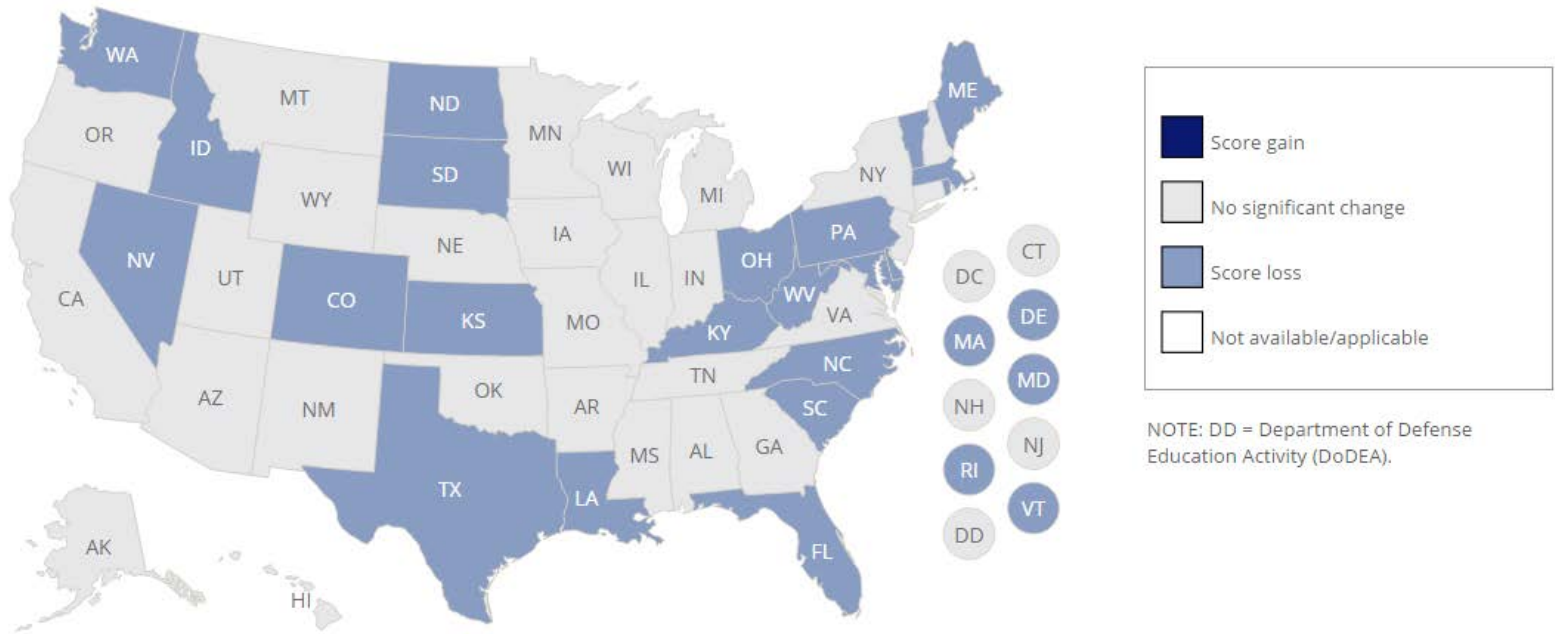 WA
MT
ND
MN
ME
OR
ID
SD
WI
NY
MI
WY
IA
NE
PA
NV
UT
CO
IL
IN
OH
WV
VA
CA
KS
MO
KY
NC
TN
AZ
NM
OK
AR
SC
MS
AL
GA
TX
LA
FL
AK
HI
CT
DC
DE
MA
MD
NH
NJ
RI
VT
DD
Score gain
No significant change
Score loss
Not available/applicable
NOTE: DD = Department of Defense
Education Activity (DoDEA).